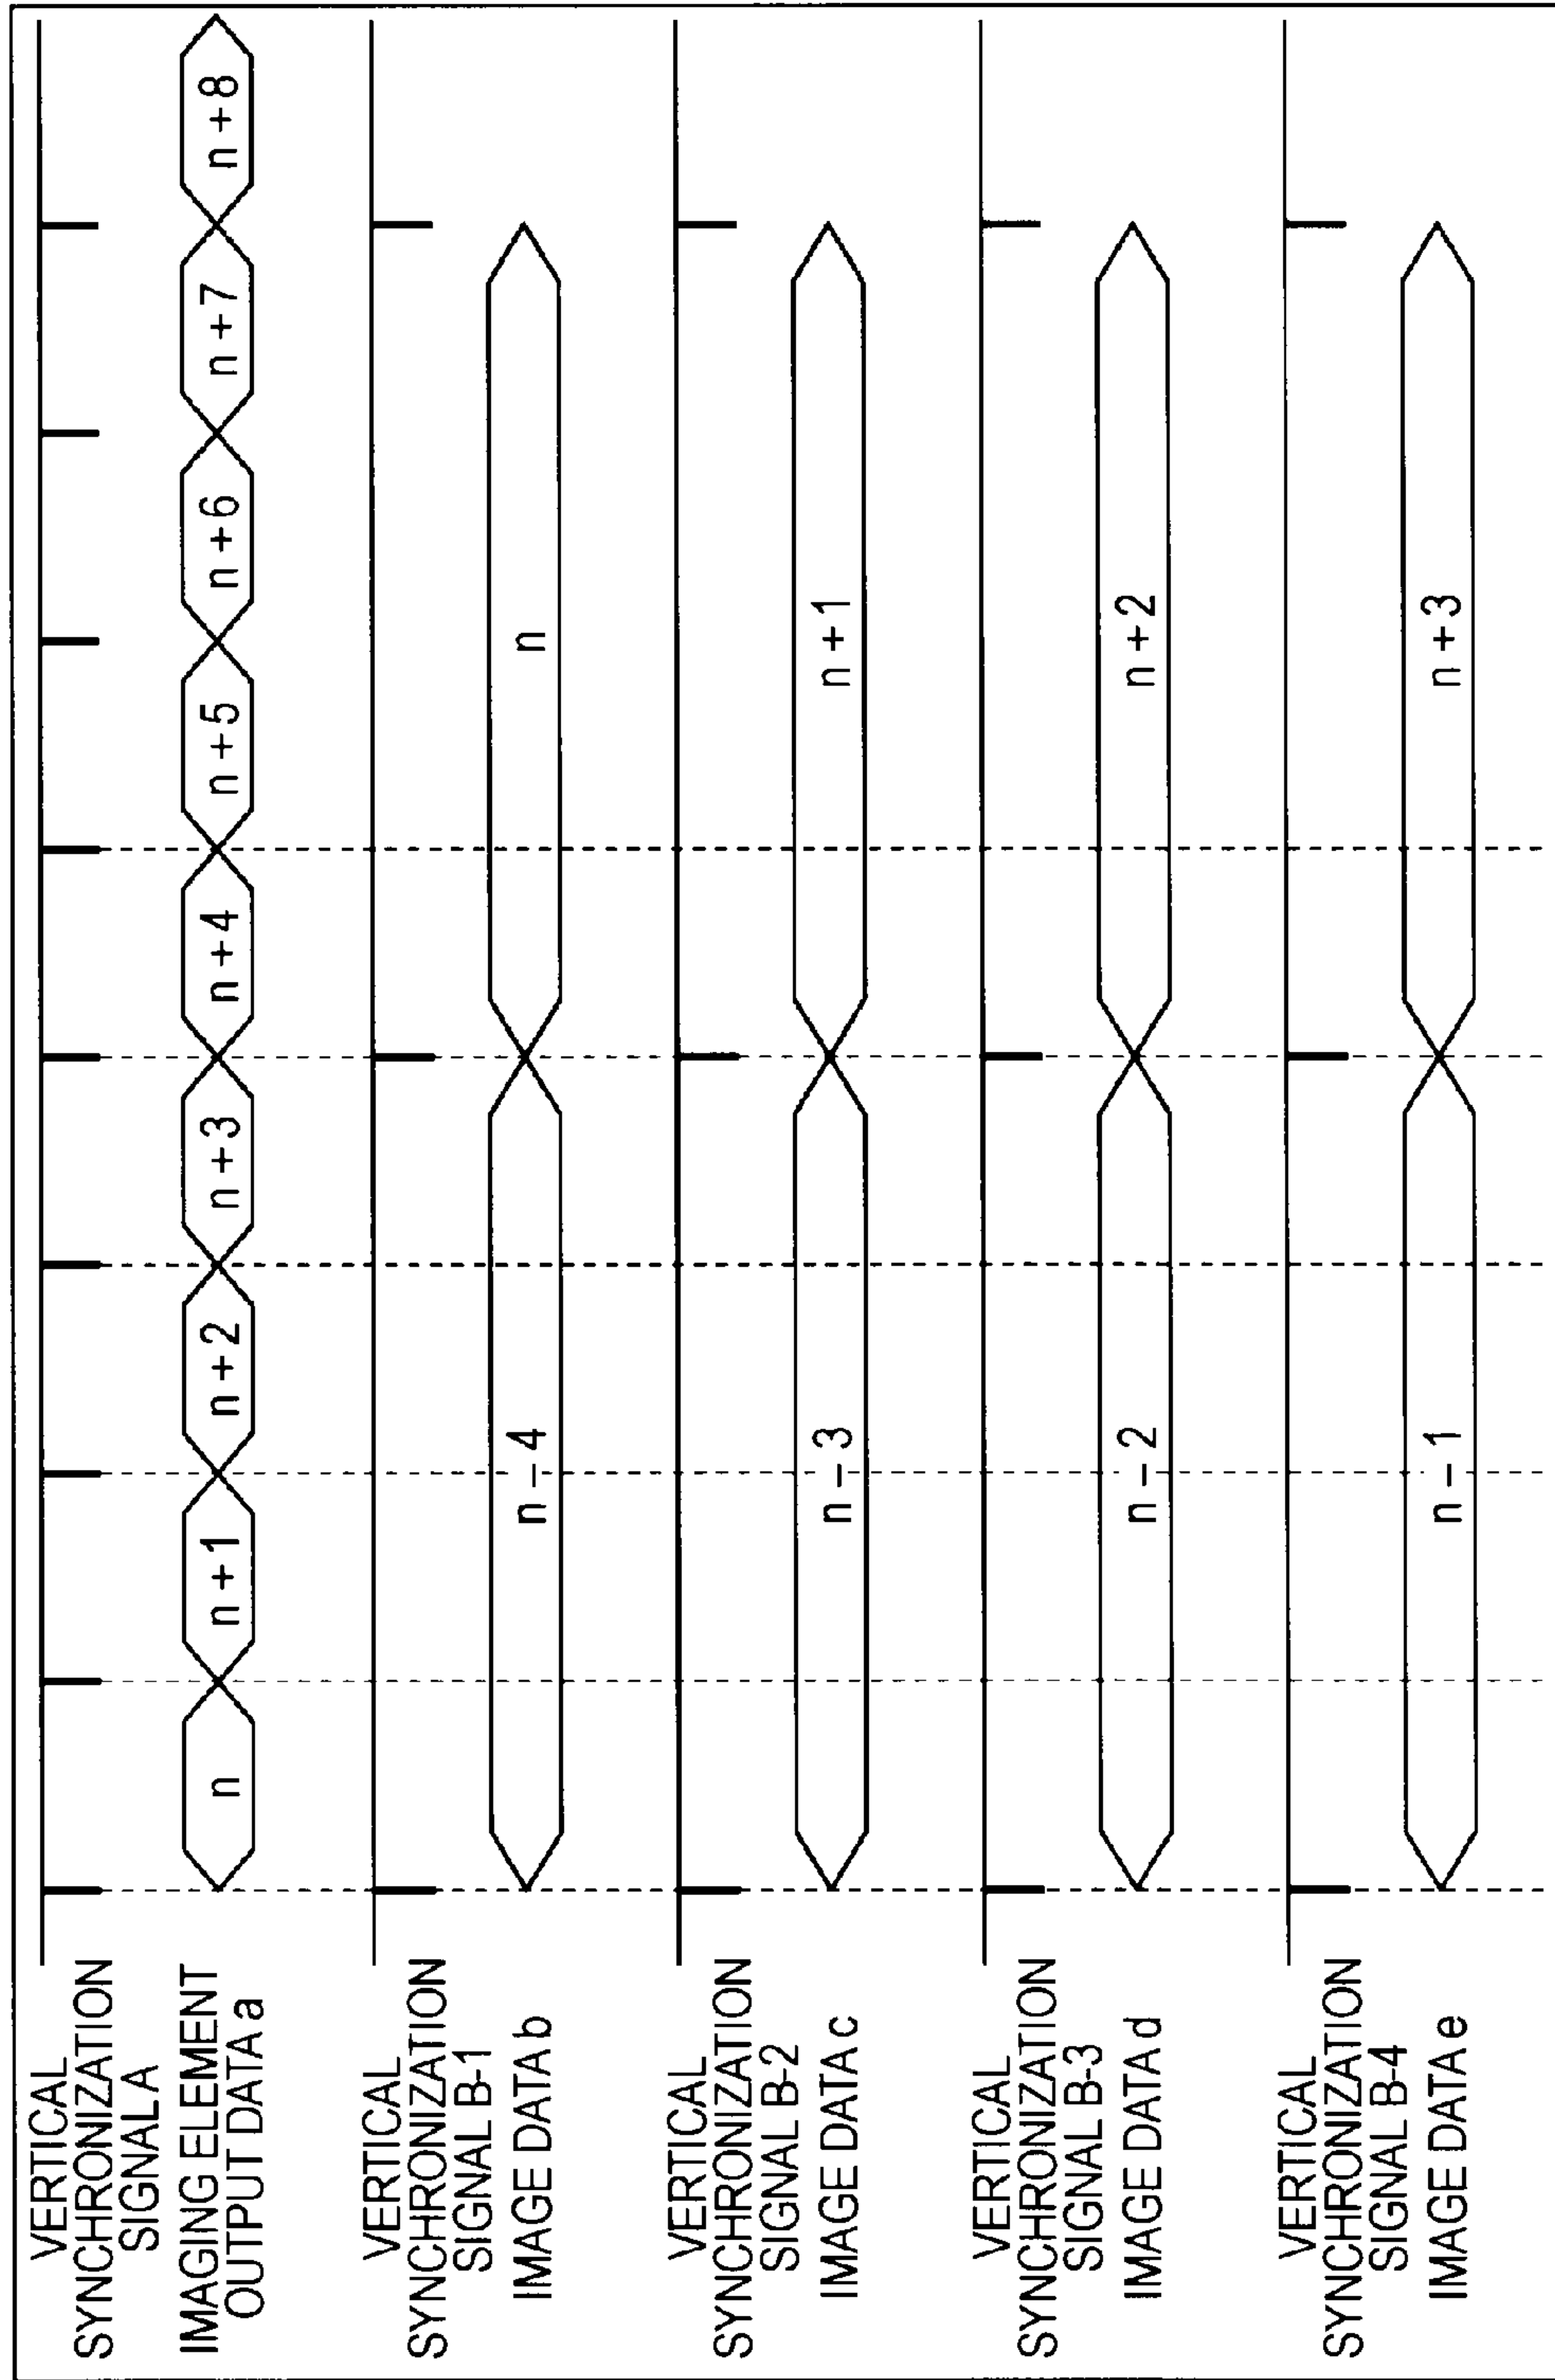 VERTICAL
SYNCHRONIZATION
SIGNAL A
IMAGING ELEMENT
OUTPUT DATA a
n
n+1
n+2
n+3
n+4
n+5
n+6
n+7
n+8
VERTICAL
SYNCHRONIZATION
SIGNAL B-1
IMAGE DATA b
n-4
n
VERTICAL
SYNCHRONIZATION
SIGNAL B-2
IMAGE DATA c
n-3
n+1
VERTICAL
SYNCHRONIZATION
SIGNAL B-3
IMAGE DATA d
n-2
n+2
VERTICAL
SYNCHRONIZATION
SIGNAL B-4
IMAGE DATA e
n-1
n+3